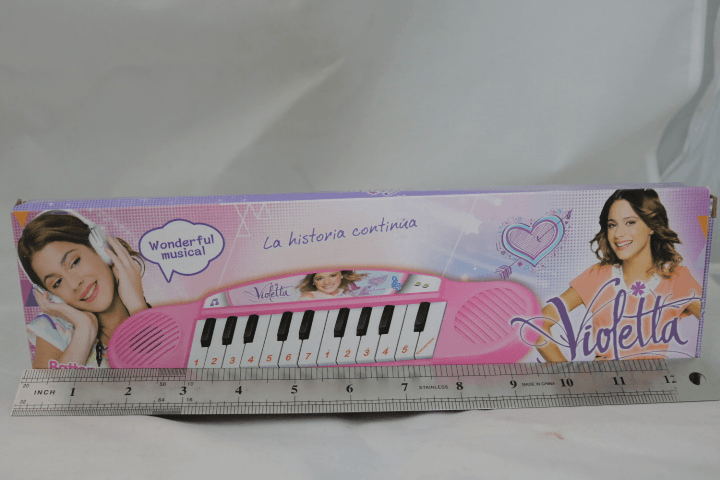 Wonderful
musical
La historia continúa
Violetta
Violetta
1 2 3 4 5 6 7 1 2 3 4 5
INCH 1 2 3 4 5 6 7 STAINLESS 8 9 MADE IN CHINA 10 11 12